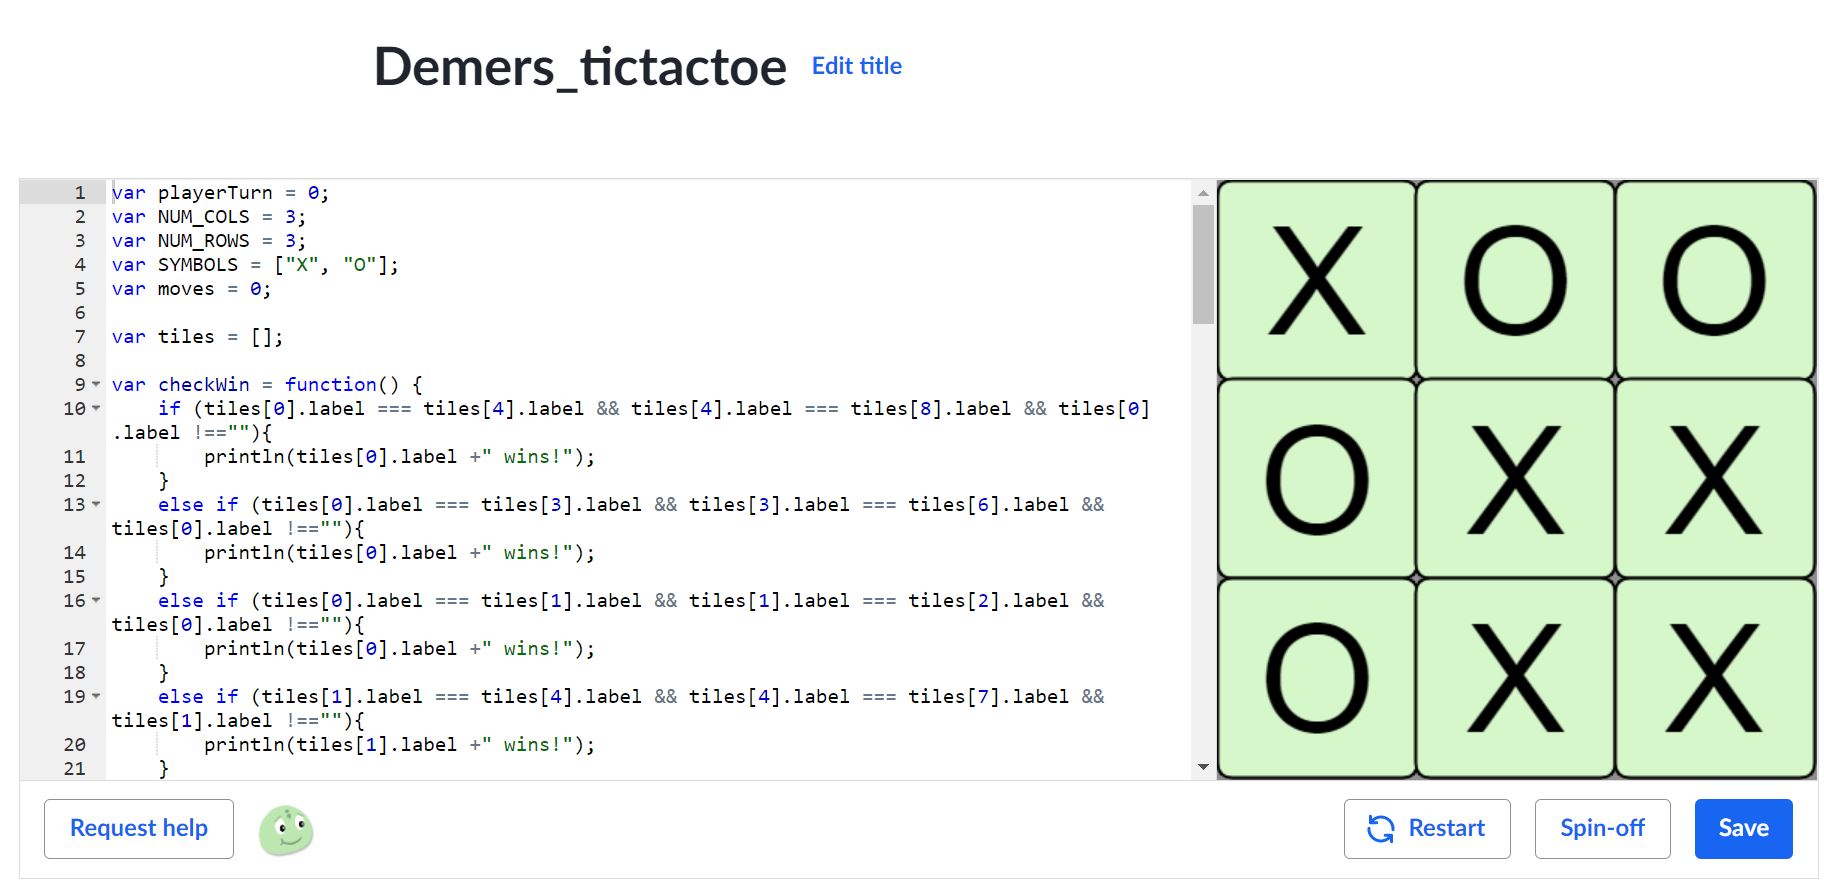 Demers_tictactoe Edit title
1 var playerTurn = 0;
2 var NUM_COLS = 3;
3 var NUM_ROWS = 3;
4 var SYMBOLS = ["X", "O"];
5 var moves = 0;
6
7 var tiles = [];
8
9 var checkWin = function() {
10     if (tiles[0].label === tiles[4].label && tiles[4].label === tiles[8].label && tiles[0]
.label !==""){
11         println(tiles[0].label +" wins!");
12     }
13     else if (tiles[0].label === tiles[3].label && tiles[3].label === tiles[6].label &&
tiles[0].label !==""){
14         println(tiles[0].label +" wins!");
15     }
16     else if (tiles[0].label === tiles[1].label && tiles[1].label === tiles[2].label &&
tiles[0].label !==""){
17         println(tiles[0].label +" wins!");
18     }
19     else if (tiles[1].label === tiles[4].label && tiles[4].label === tiles[7].label &&
tiles[1].label !==""){
20         println(tiles[1].label +" wins!");
21     }
X O O
O X X
O X X
Request help
Restart
Spin-off
Save